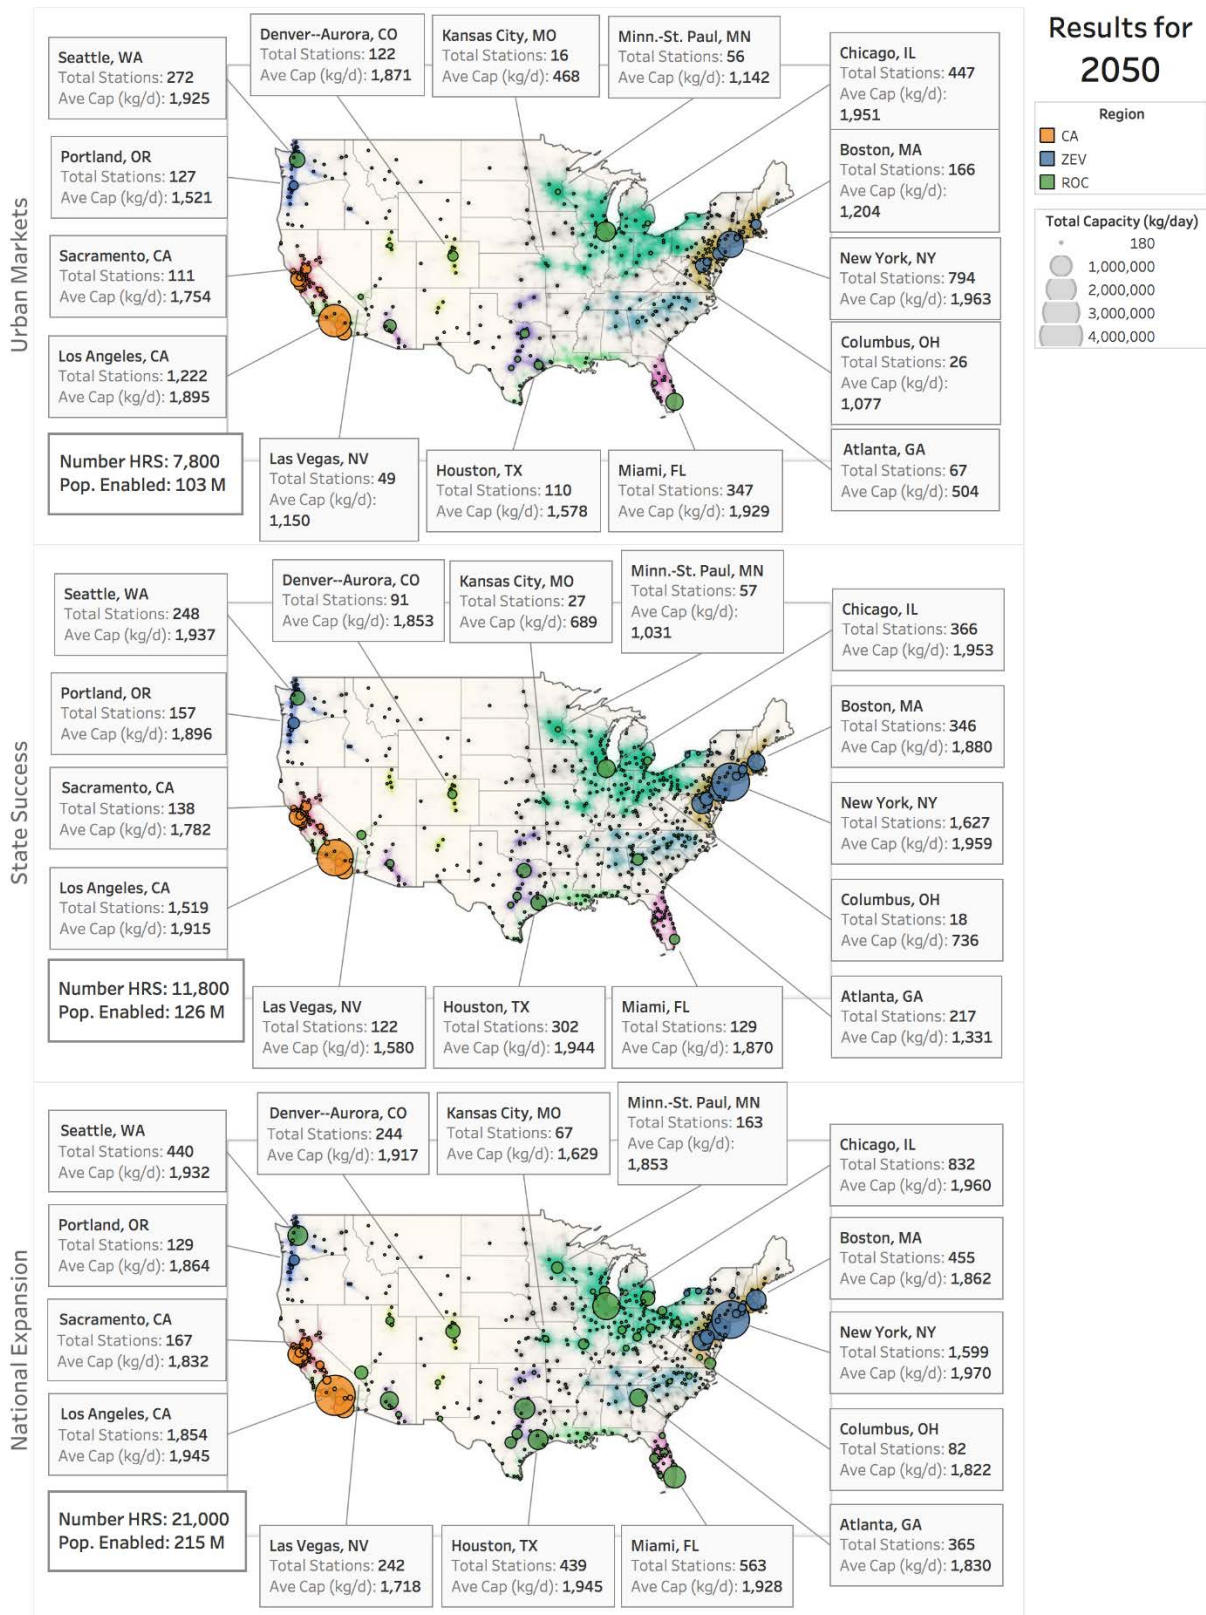 Results for
2050
Region
CA
ZEV
ROC
Total Capacity (kg/day)
180
1,000,000
2,000,000
3,000,000
4,000,000
Urban Markets
Seattle, WA
Total Stations: 272
Ave Cap (kg/d): 1,925
Portland, OR
Total Stations: 127
Ave Cap (kg/d): 1,521
Sacramento, CA
Total Stations: 111
Ave Cap (kg/d): 1,754
Los Angeles, CA
Total Stations: 1,222
Ave Cap (kg/d): 1,895
Number HRS: 7,800
Pop. Enabled: 103 M
Denver--Aurora, CO
Total Stations: 122
Ave Cap (kg/d): 1,871
Kansas City, MO
Total Stations: 16
Ave Cap (kg/d): 468
Minn.-St. Paul, MN
Total Stations: 56
Ave Cap (kg/d): 1,142
Chicago, IL
Total Stations: 447
Ave Cap (kg/d):
1,951
Boston, MA
Total Stations: 166
Ave Cap (kg/d):
1,204
New York, NY
Total Stations: 794
Ave Cap (kg/d): 1,963
Columbus, OH
Total Stations: 26
Ave Cap (kg/d):
1,077
Atlanta, GA
Total Stations: 67
Ave Cap (kg/d): 504
Las Vegas, NV
Total Stations: 49
Ave Cap (kg/d):
1,150
Houston, TX
Total Stations: 110
Ave Cap (kg/d): 1,578
Miami, FL
Total Stations: 347
Ave Cap (kg/d): 1,929
State Success
Seattle, WA
Total Stations: 248
Ave Cap (kg/d): 1,937
Portland, OR
Total Stations: 157
Ave Cap (kg/d): 1,896
Sacramento, CA
Total Stations: 138
Ave Cap (kg/d): 1,782
Los Angeles, CA
Total Stations: 1,519
Ave Cap (kg/d): 1,915
Number HRS: 11,800
Pop. Enabled: 126 M
Denver--Aurora, CO
Total Stations: 91
Ave Cap (kg/d): 1,853
Kansas City, MO
Total Stations: 27
Ave Cap (kg/d): 689
Minn.-St. Paul, MN
Total Stations: 57
Ave Cap (kg/d):
1,031
Chicago, IL
Total Stations: 366
Ave Cap (kg/d): 1,953
Boston, MA
Total Stations: 346
Ave Cap (kg/d): 1,880
New York, NY
Total Stations: 1,627
Ave Cap (kg/d): 1,959
Columbus, OH
Total Stations: 18
Ave Cap (kg/d): 736
Atlanta, GA
Total Stations: 217
Ave Cap (kg/d): 1,331
Las Vegas, NV
Total Stations: 122
Ave Cap (kg/d): 1,580
Houston, TX
Total Stations: 302
Ave Cap (kg/d): 1,944
Miami, FL
Total Stations: 129
Ave Cap (kg/d): 1,870
National Expansion
Seattle, WA
Total Stations: 440
Ave Cap (kg/d): 1,932
Portland, OR
Total Stations: 129
Ave Cap (kg/d): 1,864
Sacramento, CA
Total Stations: 167
Ave Cap (kg/d): 1,832
Los Angeles, CA
Total Stations: 1,854
Ave Cap (kg/d): 1,945
Number HRS: 21,000
Pop. Enabled: 215 M
Denver--Aurora, CO
Total Stations: 244
Ave Cap (kg/d): 1,917
Kansas City, MO
Total Stations: 67
Ave Cap (kg/d): 1,629
Minn.-St. Paul, MN
Total Stations: 163
Ave Cap (kg/d):
1,853
Chicago, IL
Total Stations: 832
Ave Cap (kg/d): 1,960
Boston, MA
Total Stations: 455
Ave Cap (kg/d): 1,862
New York, NY
Total Stations: 1,599
Ave Cap (kg/d): 1,970
Columbus, OH
Total Stations: 82
Ave Cap (kg/d): 1,822
Atlanta, GA
Total Stations: 365
Ave Cap (kg/d): 1,830
Las Vegas, NV
Total Stations: 242
Ave Cap (kg/d): 1,718
Houston, TX
Total Stations: 439
Ave Cap (kg/d): 1,945
Miami, FL
Total Stations: 563
Ave Cap (kg/d): 1,928